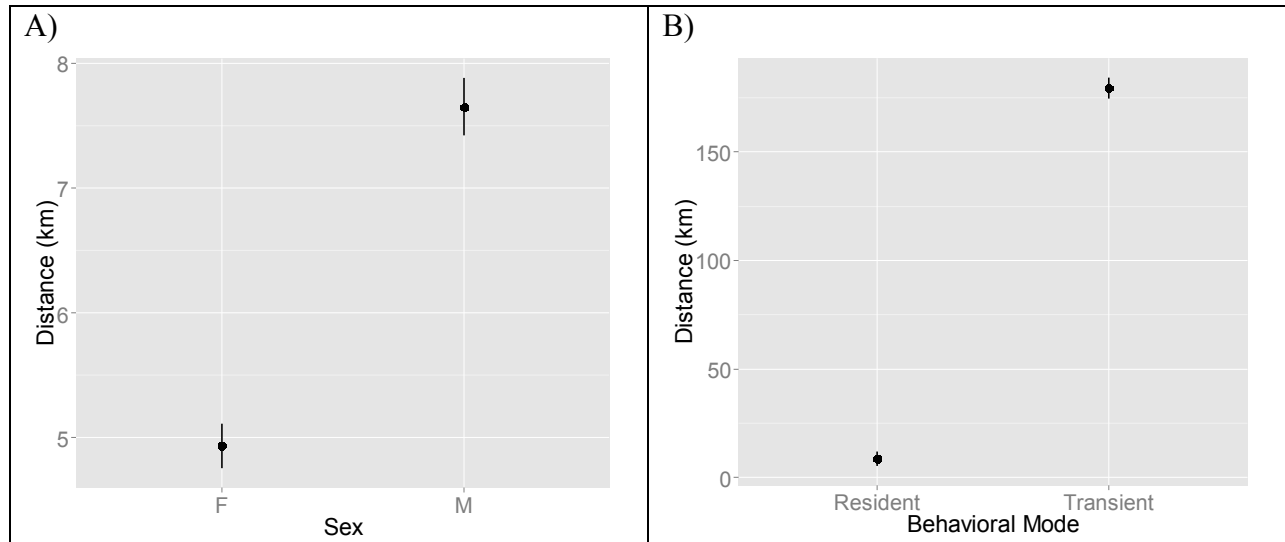 A)
8
7
6
5
Distance (km)
F
M
Sex
B)
150
100
50
0
Distance (km)
Resident
Transient
Behavioral Mode